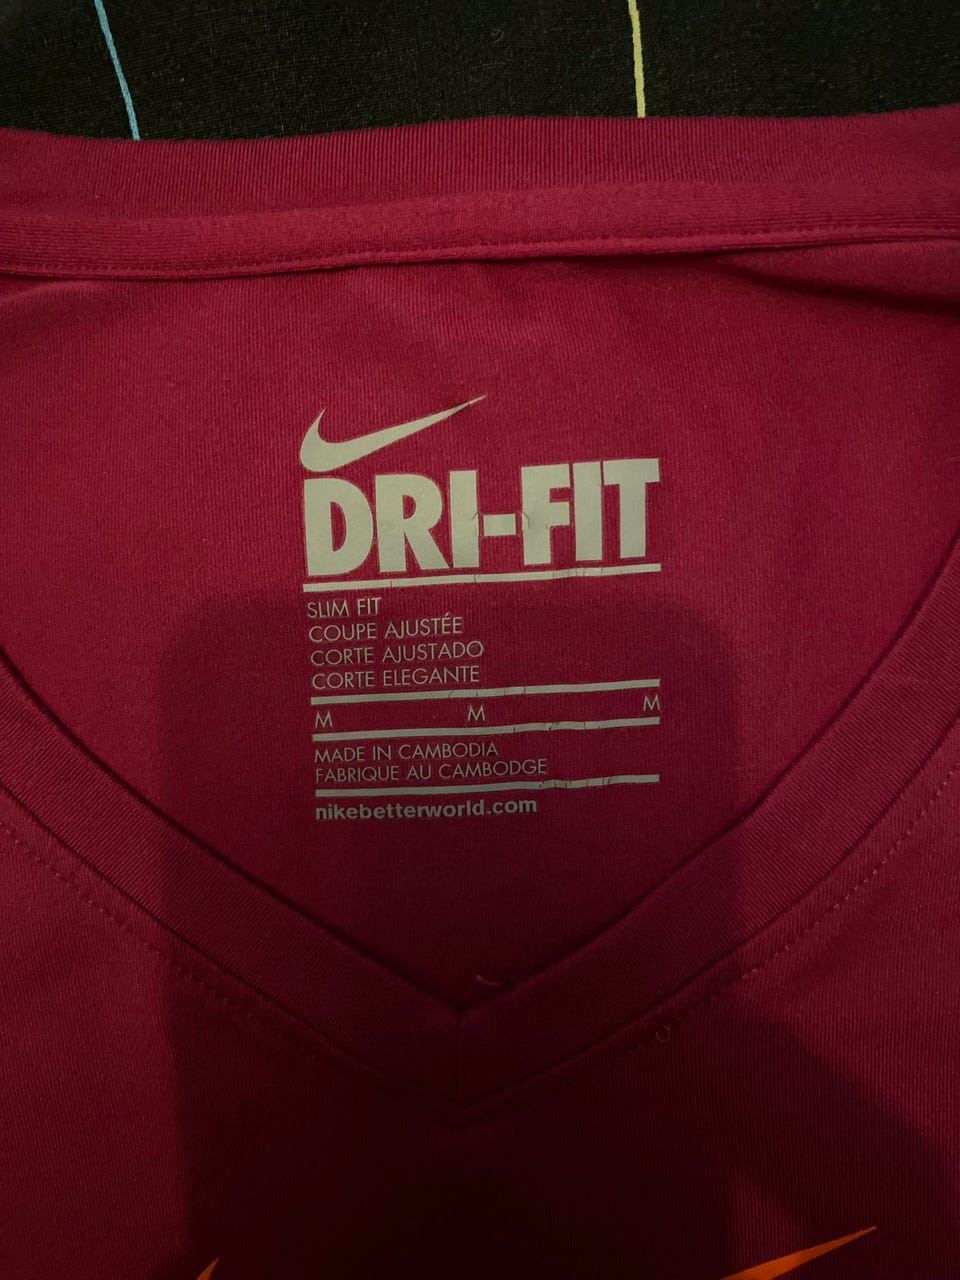 DRI-FIT
SLIM FIT
COUPE AJUSTÉE
CORTE AJUSTADO
CORTE ELEGANTE
M M M
MADE IN CAMBODIA
FABRIQUE AU CAMBODGE
nikebetterworld.com